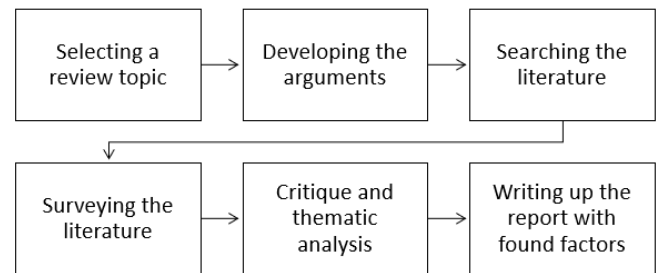 Selecting a
review topic
Developing the
arguments
Searching the
literature
Surveying the
literature
Critique and
thematic
analysis
Writing up the
report with
found factors